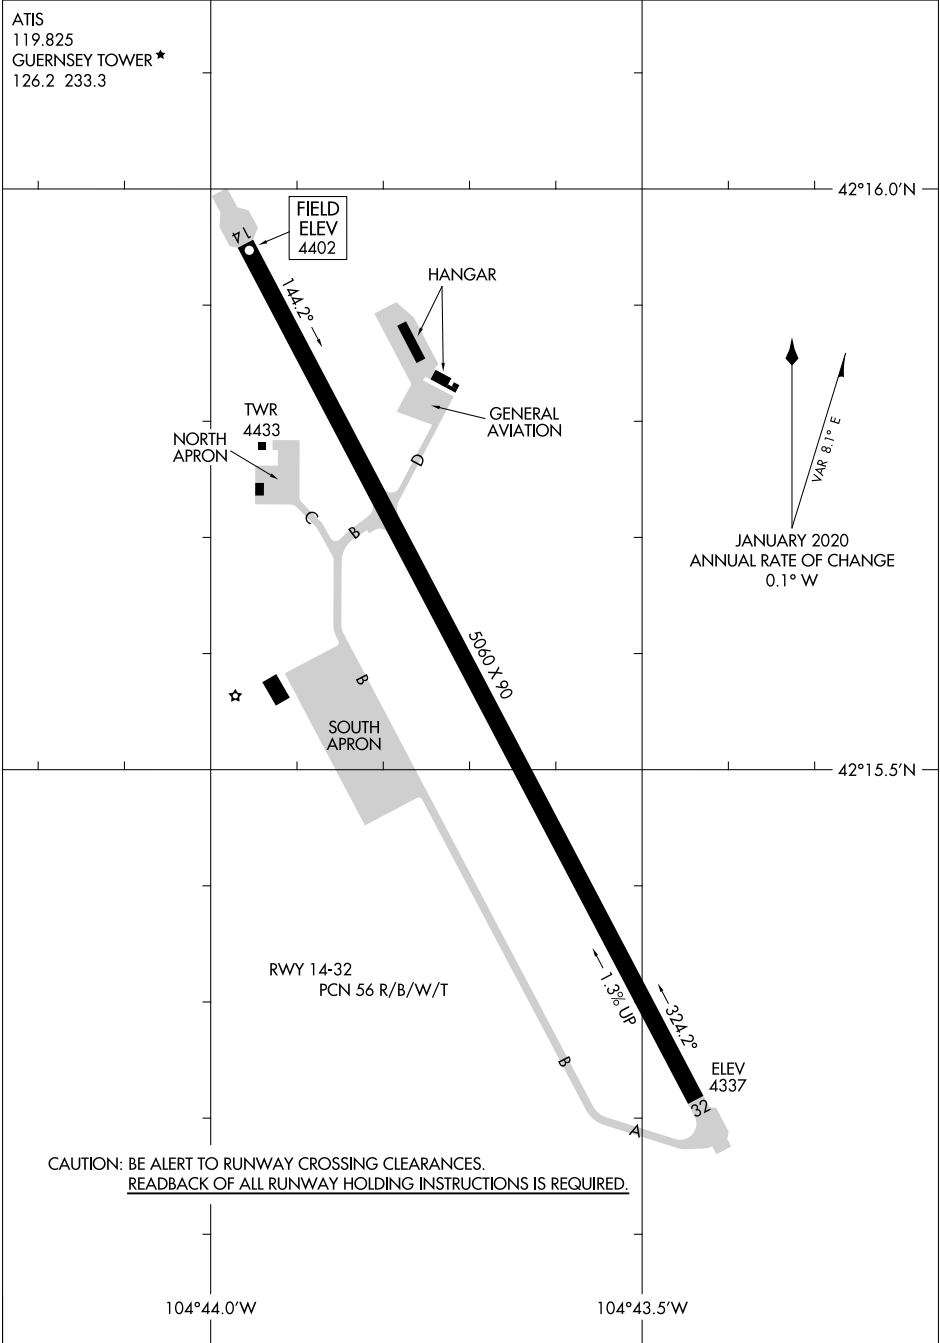 ATIS
119.825
GUERNSEY TOWER
126.2 233.3
42°16.0'N
14
FIELD
ELEV
4402
144.2°
HANGAR
TWR
4433
NORTH
APRON
GENERAL
AVIATION
VAR 8.1° E
D
C
B
JANUARY 2020
ANNUAL RATE OF CHANGE
0.1° W
5060 X 90
B
SOUTH
APRON
42°15.5'N
RWY 14-32
PCN 56 R/B/W/T
1.3% UP
324.2°
B
ELEV
4337
32
A
CAUTION: BE ALERT TO RUNWAY CROSSING CLEARANCES.
READBACK OF ALL RUNWAY HOLDING INSTRUCTIONS IS REQUIRED.
104°44.0'W
104°43.5'W